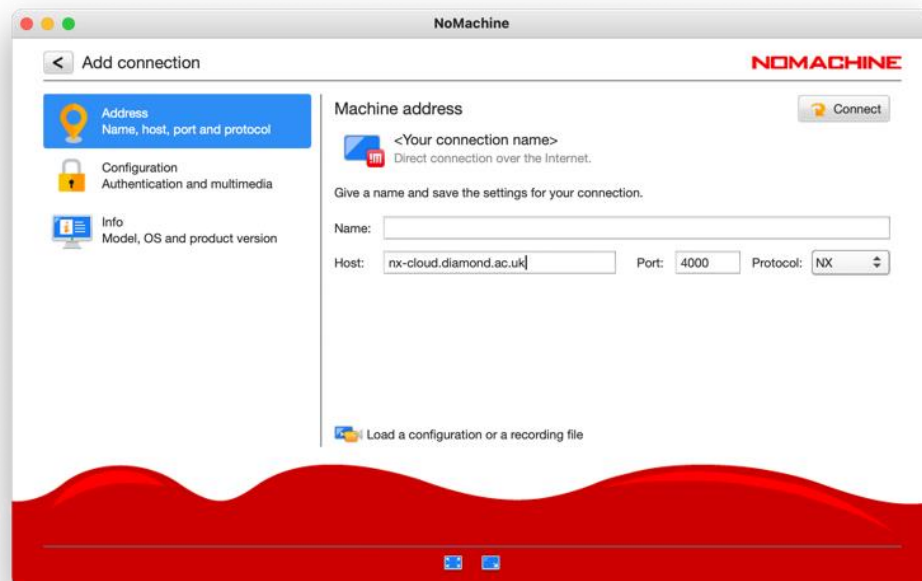 NoMachine
< Add connection
NOMACHINE
Address
Name, host, port and protocol
Configuration
Authentication and multimedia
Info
Model, OS and product version
Machine address
Connect
!m
<Your connection name>
Direct connection over the Internet.
Give a name and save the settings for your connection.
Name:
Host: nx-cloud.diamond.ac.uk Port: 4000 Protocol: NX
Load a configuration or a recording file